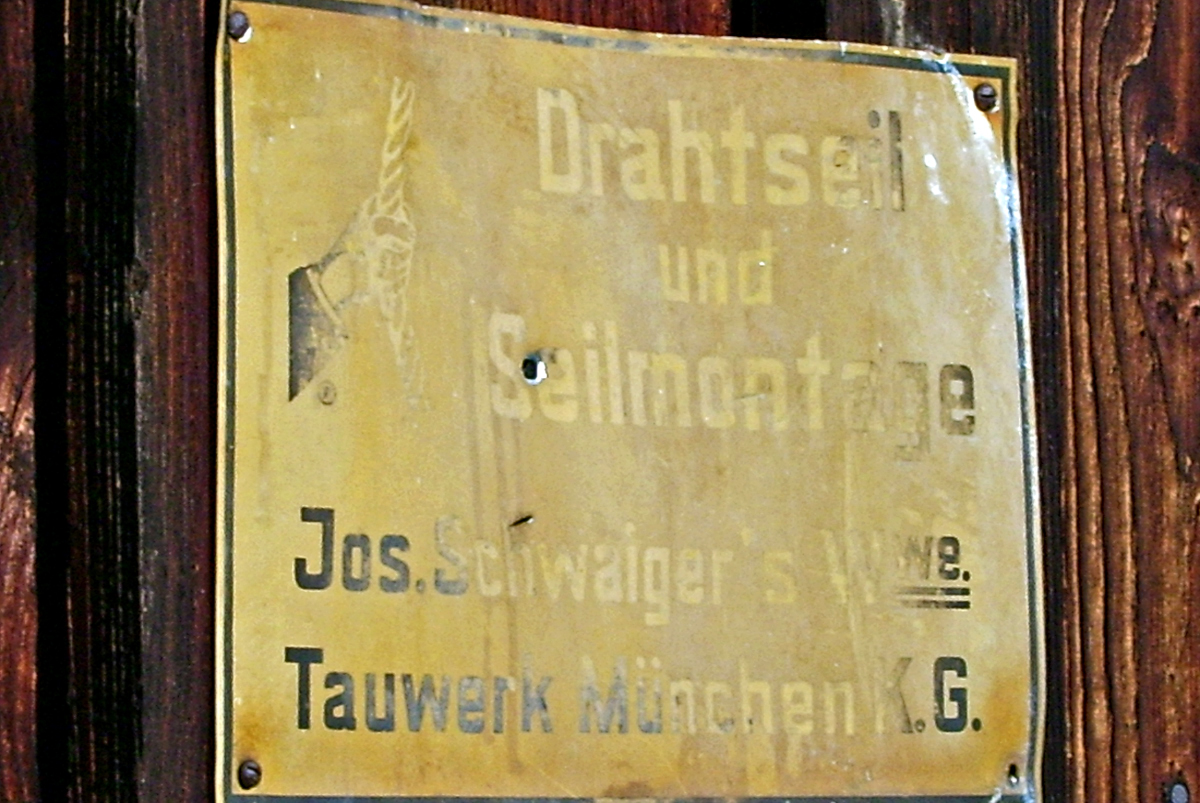 Drahtseil
und
Seilmontage
®
Jos. Schwaiger's Wwe.
Tauwerk München K.G.